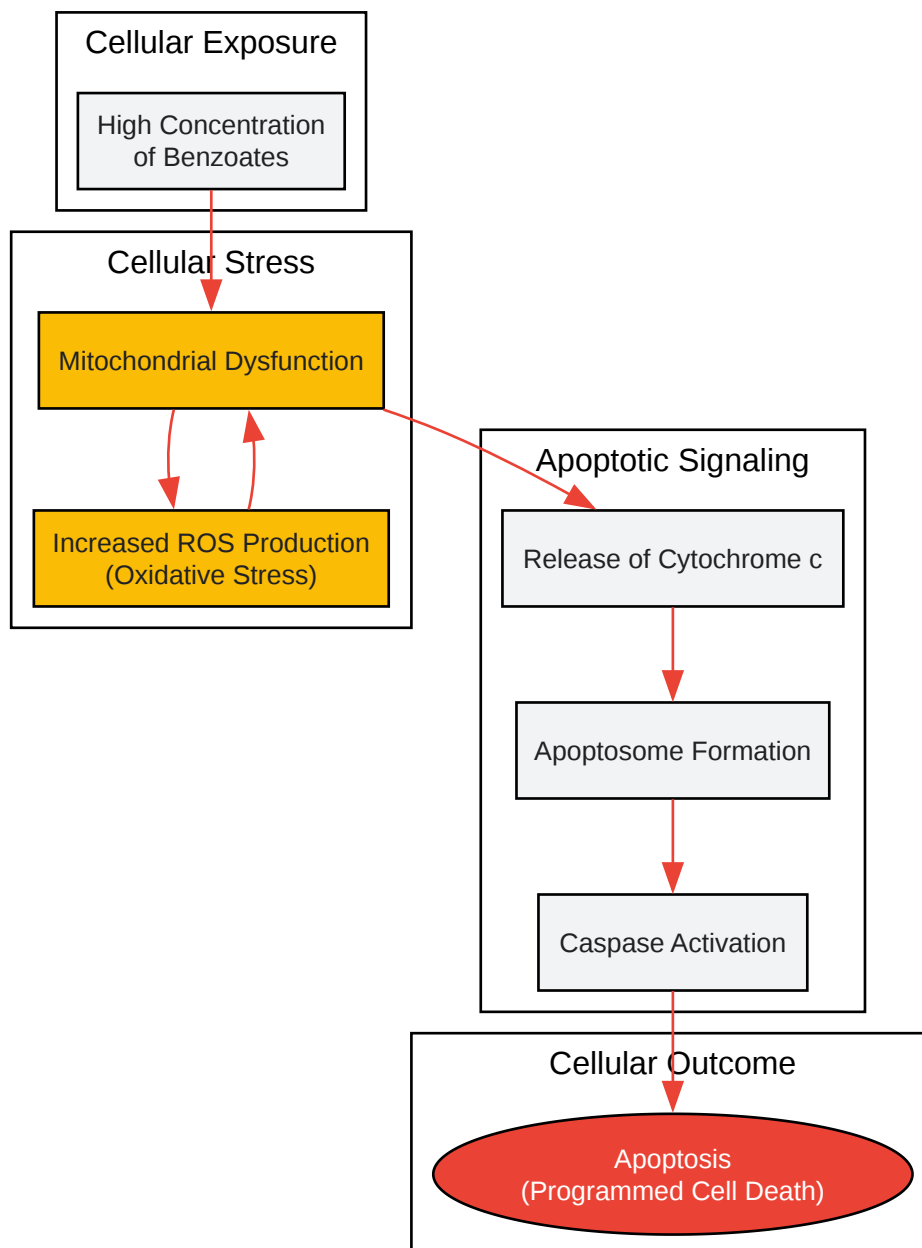 Cellular Exposure
High Concentration
of Benzoates
Cellular Stress
Mitochondrial Dysfunction
Increased ROS Production
(Oxidative Stress)
Apoptotic Signaling
Release of Cytochrome c
Apoptosome Formation
Caspase Activation
Cellular Outcome
Apoptosis
(Programmed Cell Death)